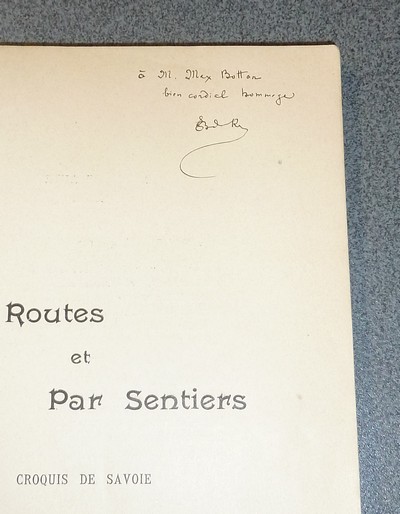 à M. Max Botton
bien cordial hommage
Routes
et
Par Sentiers
CROQUIS DE SAVOIE